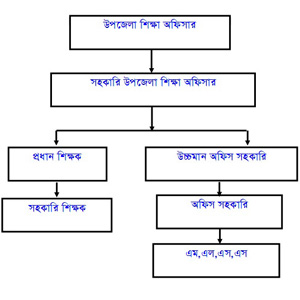 উপজেলা শিক্ষা অফিসার
সহকারি উপজেলা শিক্ষা অফিসার
প্রধান শিক্ষক
উচ্চমান অফিস সহকারি
সহকারি শিক্ষক
অফিস সহকারি
এম,এল,এস,এস